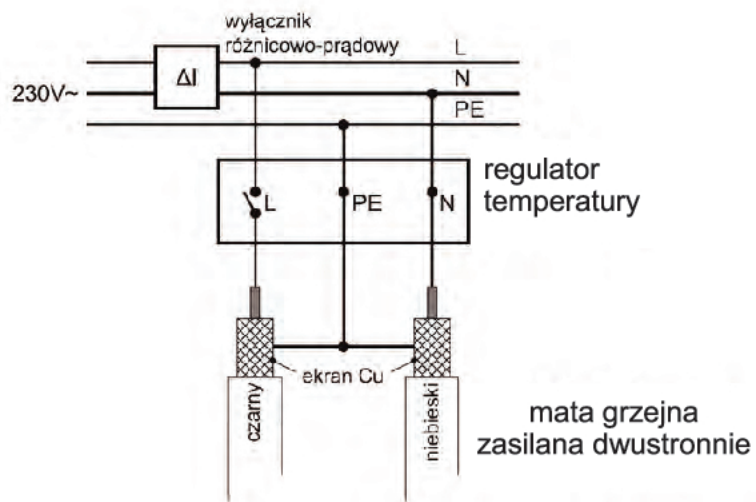 wyłącznik
różnicowo-prądowy
L
ΔI
N
230V~
PE
L
PE
N
regulator
temperatury
ekran Cu
czarny
niebieski
mata grzejna
zasilana dwustronnie